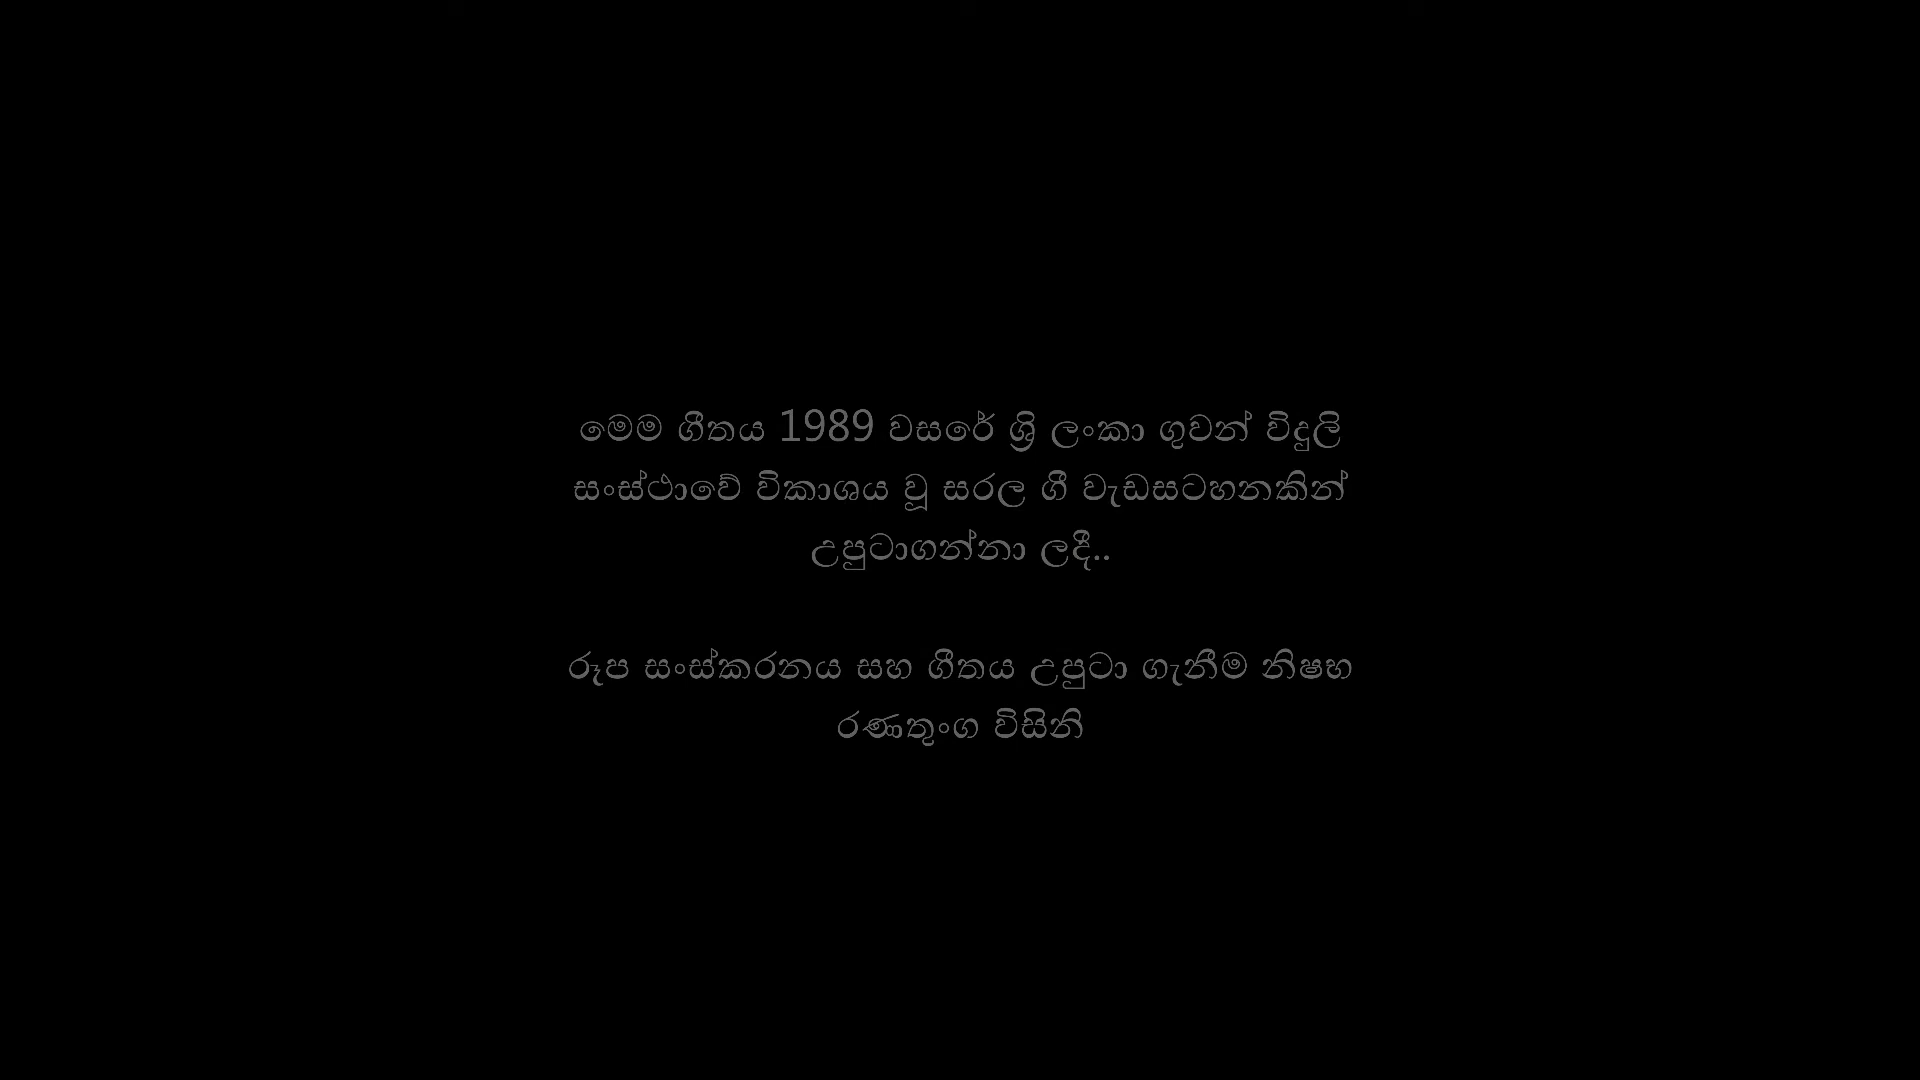 මෙම ගීතය 1989 වසරේ ශ්‍රී ලංකා ගුවන් විදුලි
සංස්ථාවේ විකාශය වූ සරල ගී වැඩසටහනකින්
උපුටාගන්නා ලදී..
රූප සංස්කරනය සහ ගීතය උපුටා ගැනීම නිෂභ
රණතුංග විසිනි